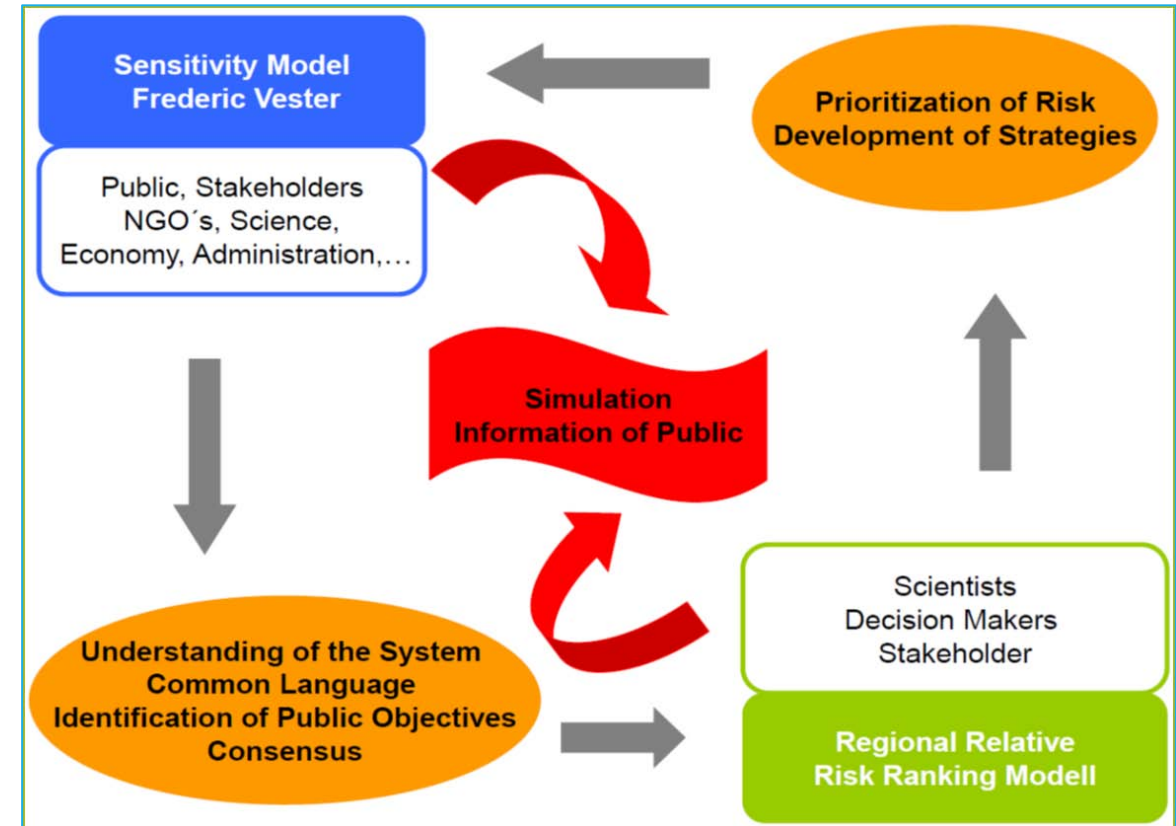 Sensitivity Model
Frederic Vester
Public, Stakeholders
NGO´s, Science,
Economy, Administration,…
Prioritization of Risk
Development of Strategies
Simulation
Information of Public
Understanding of the System
Common Language
Identification of Public Objectives
Consensus
Scientists
Decision Makers
Stakeholder
Regional Relative
Risk Ranking Modell